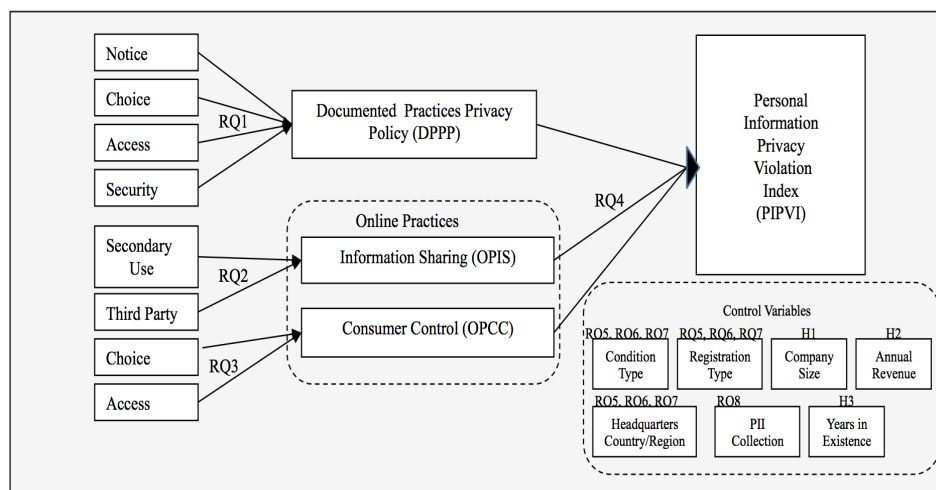 Notice
Choice
Access
Security
RQ1
Documented Practices Privacy
Policy (DPPP)
Personal
Information
Privacy
Violation
Index
(PIPVI)
RQ4
Secondary
Use
Third Party
RQ2
Choice
Access
RQ3
Online Practices
Information Sharing (OPIS)
Consumer Control (OPCC)
Control Variables
RQ5, RQ6, RQ7
Condition
Type
RQ5, RQ6, RQ7
Registration
Type
H1
Company
Size
H2
Annual
Revenue
RQ5, RQ6, RQ7
Headquarters
Country/Region
RQ8
PII
Collection
H3
Years in
Existence